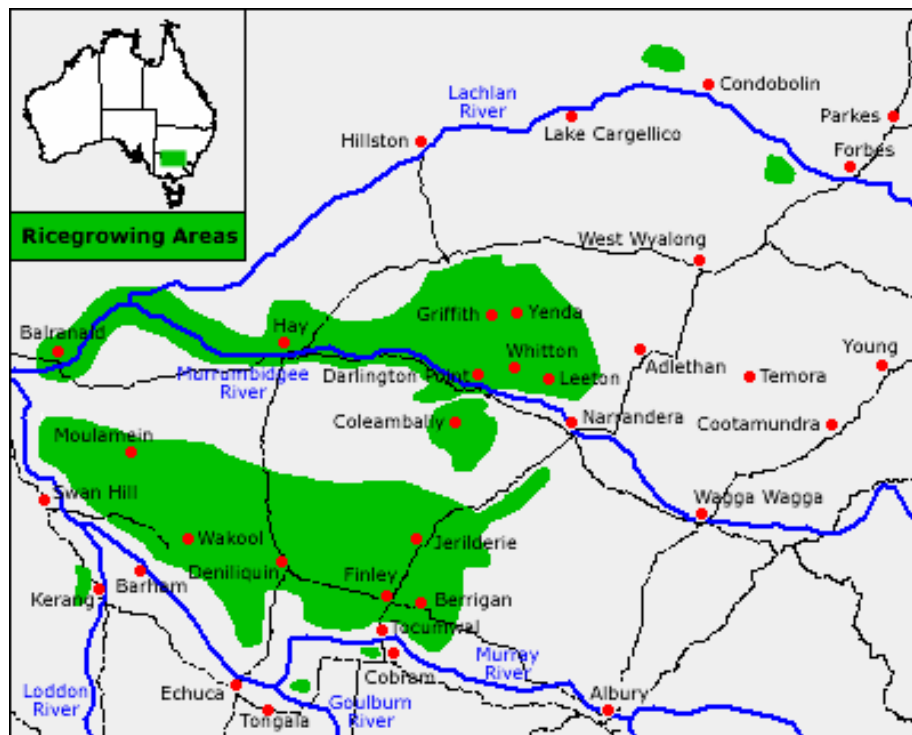 Lachlan
River
Condobolin
Parkes
Lake Cargellico
Hillston
Forbes
Ricegrowing Areas
West Wyalong
Griffith
Yenda
Hay
Balranald
Whitton
Young
Adlethan
Murrumbidgee
River
Darlington Point
Leeton
Temora
Coleambally
Narrandera
Cootamundra
Moulamein
Swan Hill
Wagga Wagga
Wakool
Jerilderie
Deniliquin
Finley
Barham
Kerang
Berrigan
Tocumwal
Murray
River
Cobram
Loddon
River
Echuca
Goulburn
River
Albury
Tongala